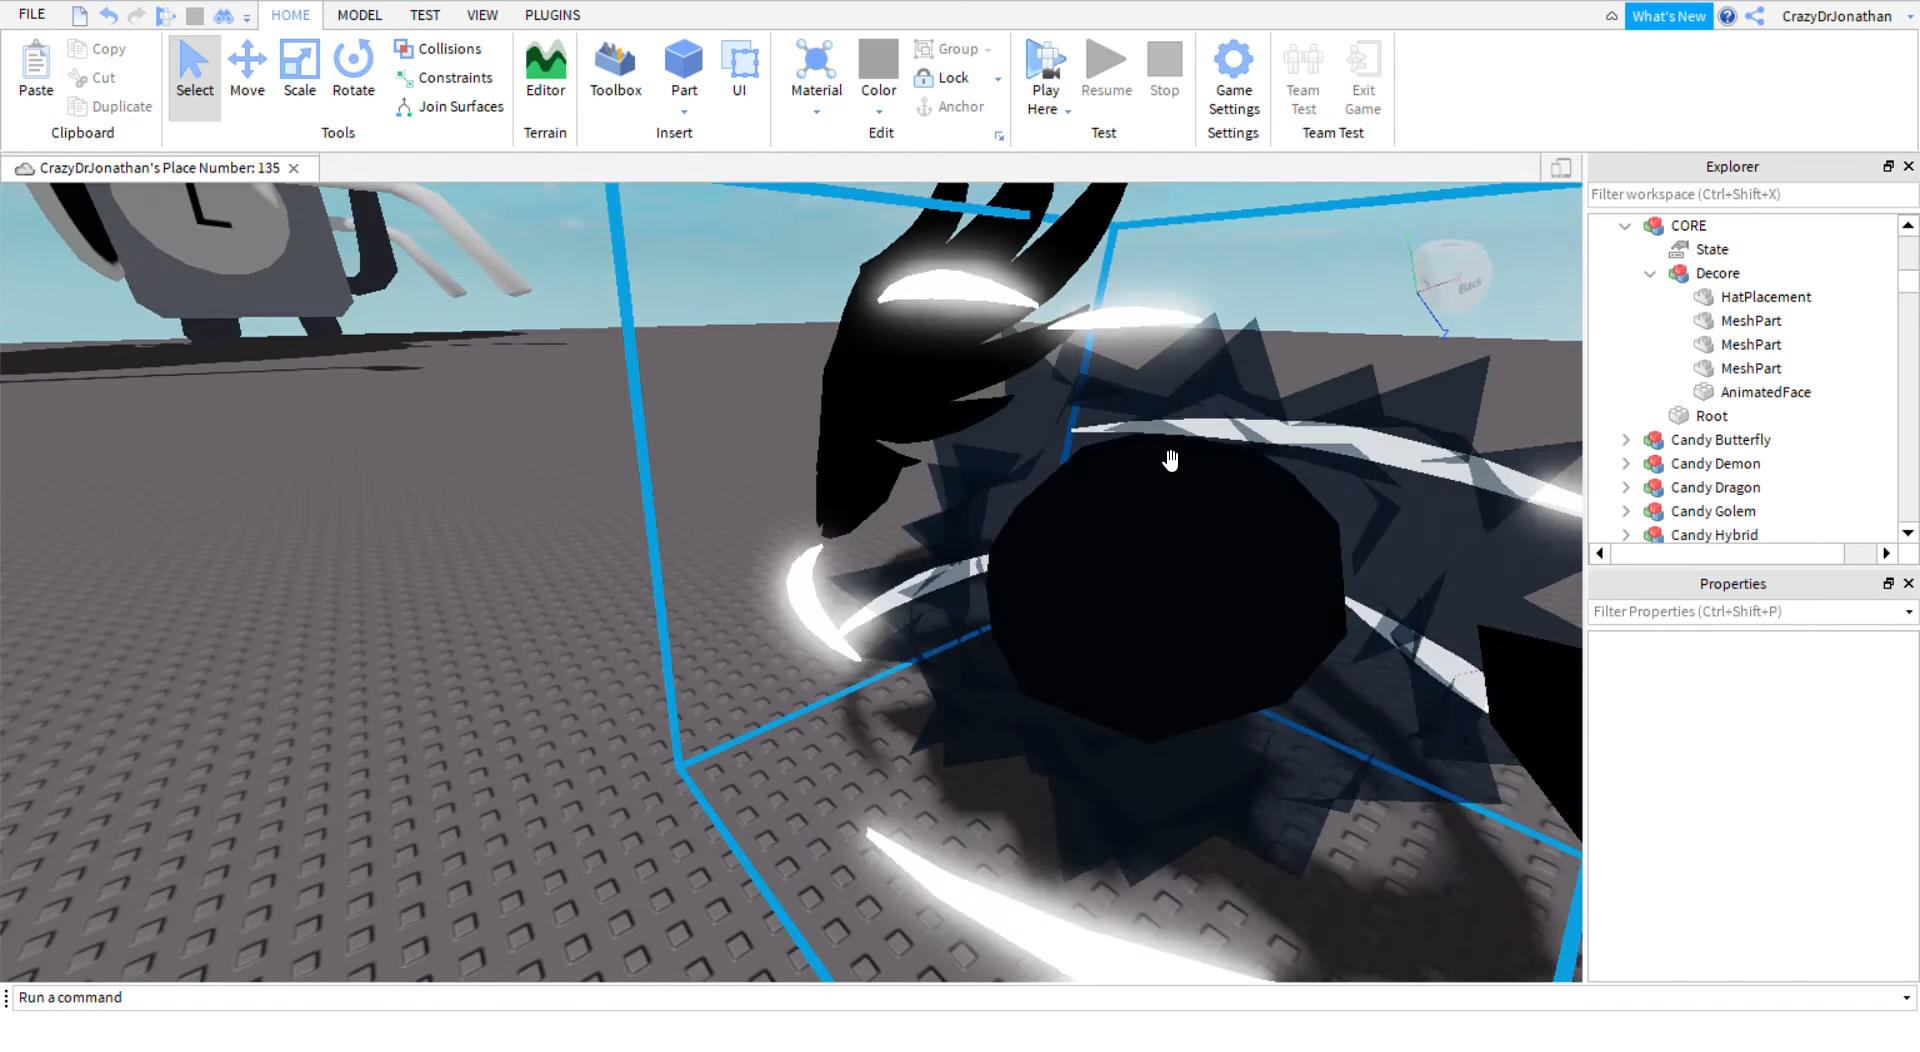 FILE
HOME
MODEL
TEST
VIEW
PLUGINS
What's New
CrazyDrJonathan
Paste
Copy
Cut
Duplicate
Clipboard
Select
Move
Scale
Rotate
Collisions
Constraints
Join Surfaces
Tools
Editor
Terrain
Toolbox
Part
UI
Insert
Material
Color
Group
Lock
Anchor
Edit
Play
Here
Resume
Stop
Test
Game
Settings
Settings
Team
Test
Exit
Game
Team Test
CrazyDrJonathan's Place Number: 135
Back
Explorer
Filter workspace (Ctrl+Shift+X)
CORE
State
Decore
HatPlacement
MeshPart
MeshPart
MeshPart
AnimatedFace
Root
Candy Butterfly
Candy Demon
Candy Dragon
Candy Golem
Candy Hybrid
Properties
Filter Properties (Ctrl+Shift+P)
Run a command